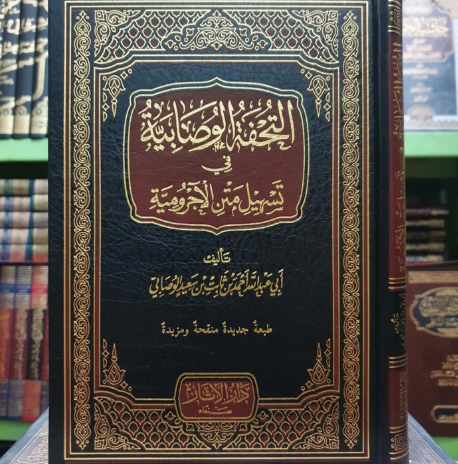 التحفة الوصابية
في
تسهيل متن الآجرومية
تأليف
أبي عبد الله أحمد بن ثابت بن سعيد الوصابي
طبعة جديدة منقحة ومزيدة
دار الآثار
صنعاء